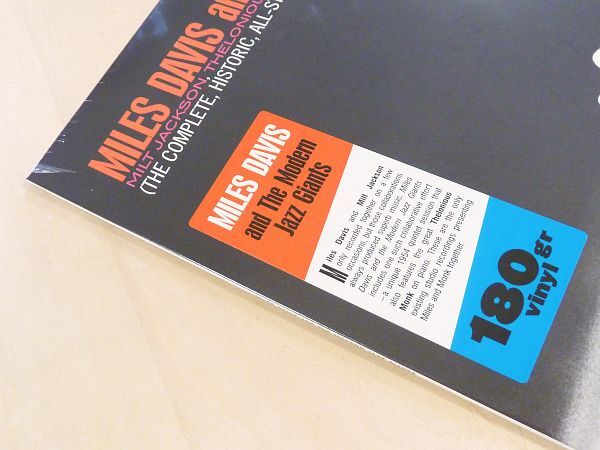 MILES DAVIS an
MILT JACKSON, THELONIOU
(THE COMPLETE, HISTORIC, ALL-S
MILES DAVIS
and The Modern
Jazz Giants
Miles Davis and Milt Jackson
only recorded together on a few
occasions, but those collaborations
always produced superb music. Miles
Davis and the Modern Jazz Giants
includes one such collaborative effort
—a unique 1954 quintet session that
also features the great Thelonious
Monk on piano. These are the only
existing studio recordings presenting
Miles and Monk together.
180 gr
vinyl